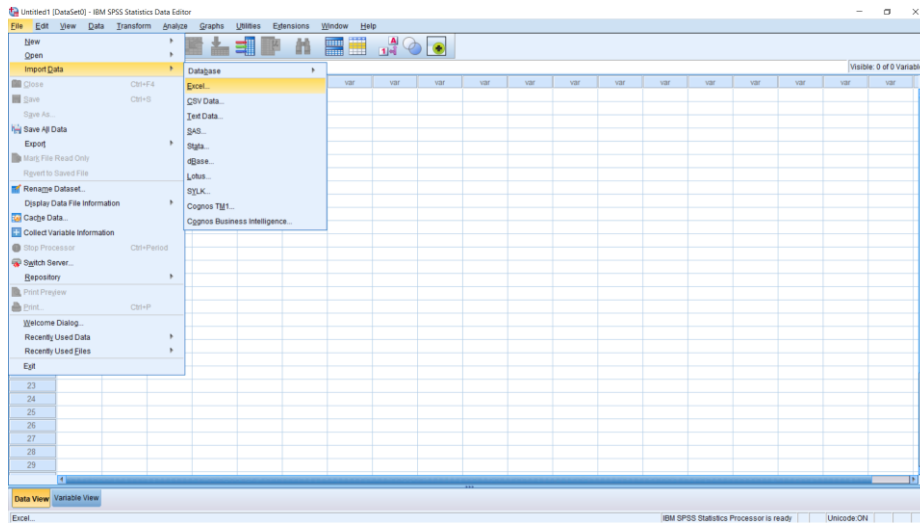 Untitled1 [DataSet0] - IBM SPSS Statistics Data Editor
File Edit View Data Transform Analyze Graphs Utilities Extensions Window Help
New
Open
Import Data
Close Ctrl+F4
Save Ctrl+S
Save As...
Save All Data
Export
Mark File Read Only
Revert to Saved File
Rename Dataset...
Display Data File Information
Cache Data...
Collect Variable Information
Stop Processor Ctrl+Period
Switch Server...
Repository
Print Preview
Print... Ctrl+P
Welcome Dialog...
Recently Used Data
Recently Used Files
Exit
Database
Excel...
CSV Data...
Text Data...
SAS...
Stata...
dBase...
Lotus...
SYLK...
Cognos TM1...
Cognos Business Intelligence...
Visible: 0 of 0 Variabl
var var var var var var var var var var var var var
23
24
25
26
27
28
29
Data View Variable View
Excel... IBM SPSS Statistics Processor is ready Unicode:ON